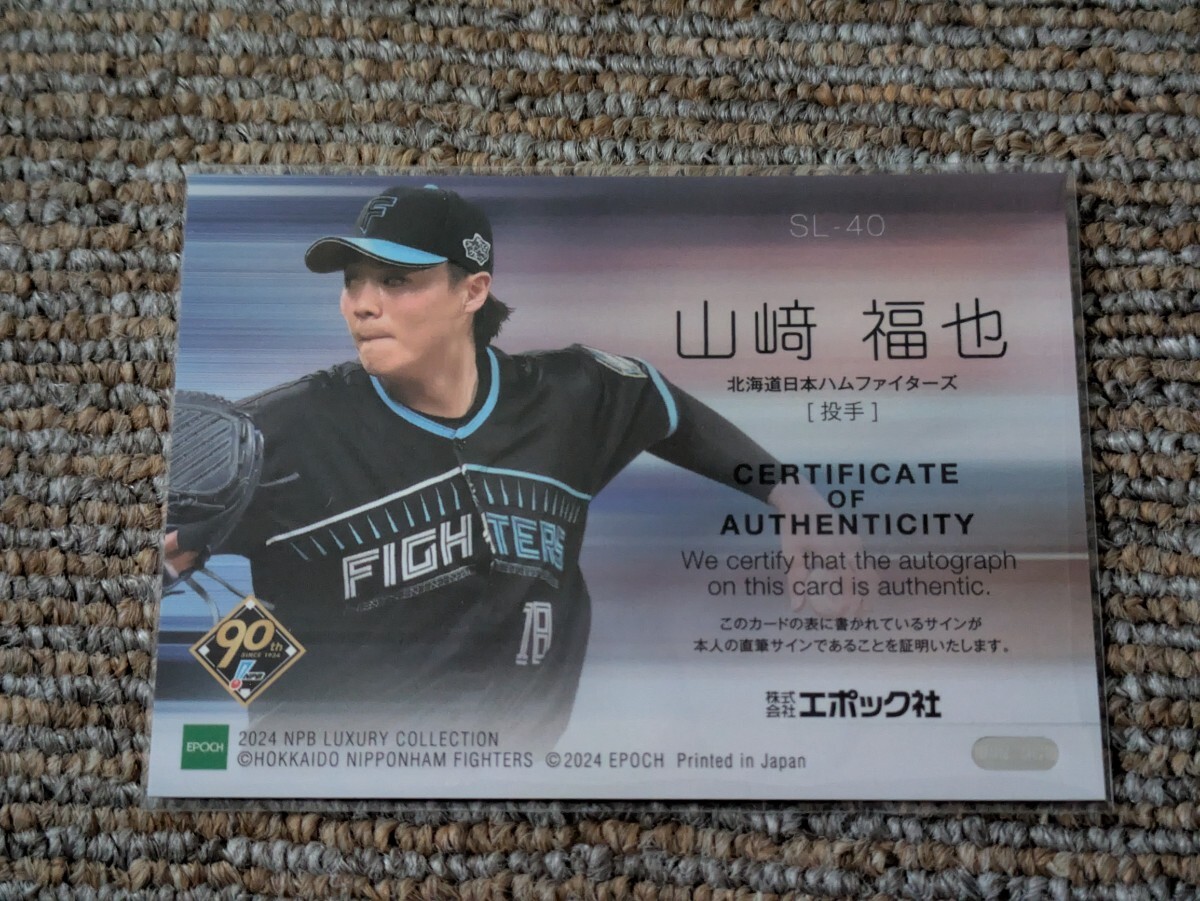 SL-40
山﨑 福也
北海道日本ハムファイターズ
[投手]
CERTIFICATE
OF
AUTHENTICITY
We certify that the autograph
on this card is authentic.
このカードの表に書かれているサインが
本人の直筆サインであることを証明いたします。
株式会社エポック社
F
FIGHTERS
18
90th
SINCE 1934
NPB
EPOCH
2024 NPB LUXURY COLLECTION
©HOKKAIDO NIPPONHAM FIGHTERS ©2024 EPOCH Printed in Japan